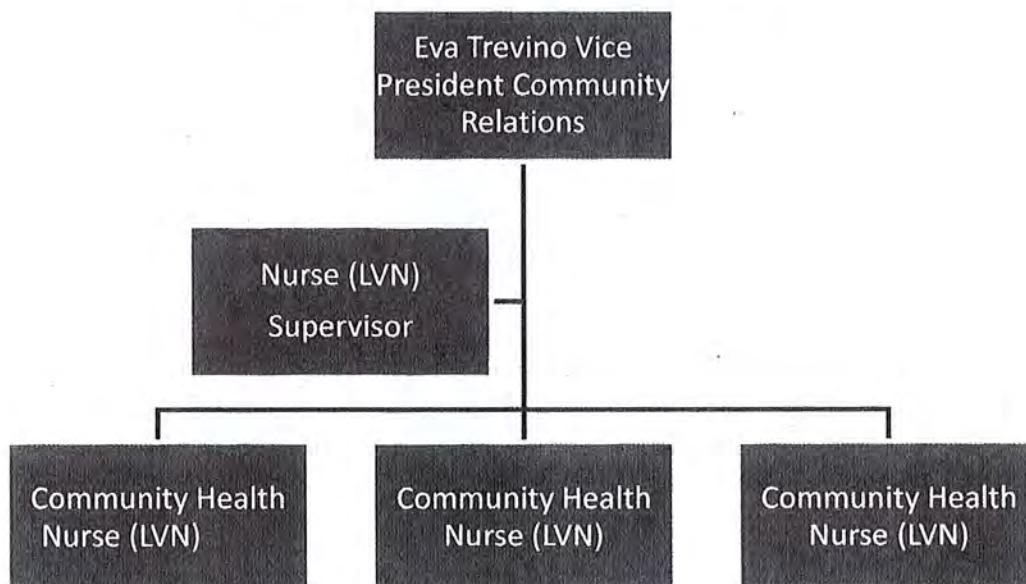 Eva Trevino Vice
President Community
Relations
Nurse (LVN)
Supervisor
Community Health
Nurse (LVN)
Community Health
Nurse (LVN)
Community Health
Nurse (LVN)